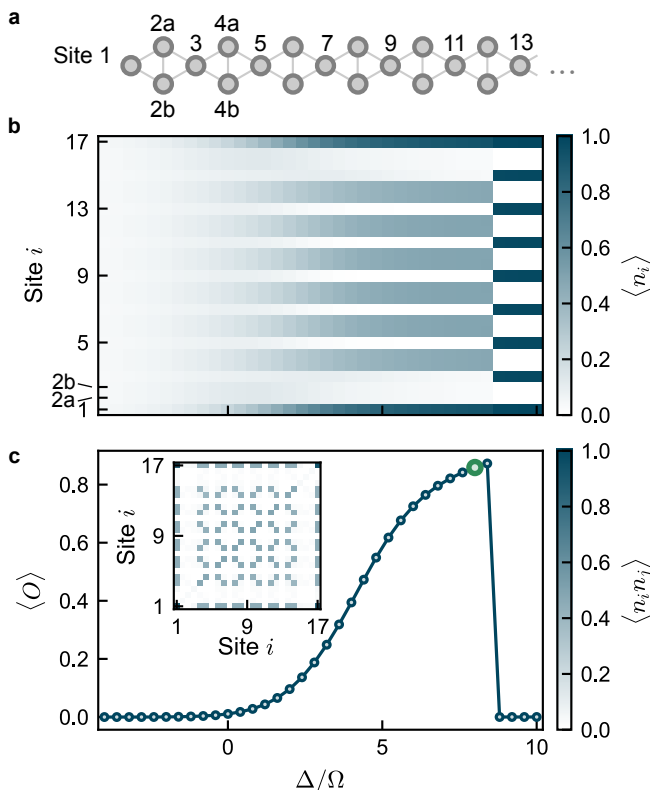 a
2a 4a
Site 1 3 5 7 9 11 13
...
2b 4b
b
17
13
9
5
2b
2a
1
Site i
1.0
0.8
0.6
0.4
0.2
0.0
⟨n_i⟩
c
0.8
0.6
0.4
0.2
0.0
⟨O⟩
17
9
1
Site i
1 9 17
Site i
1.0
0.8
0.6
0.4
0.2
0.0
⟨n_i n_j⟩
0 5 10
Δ/Ω